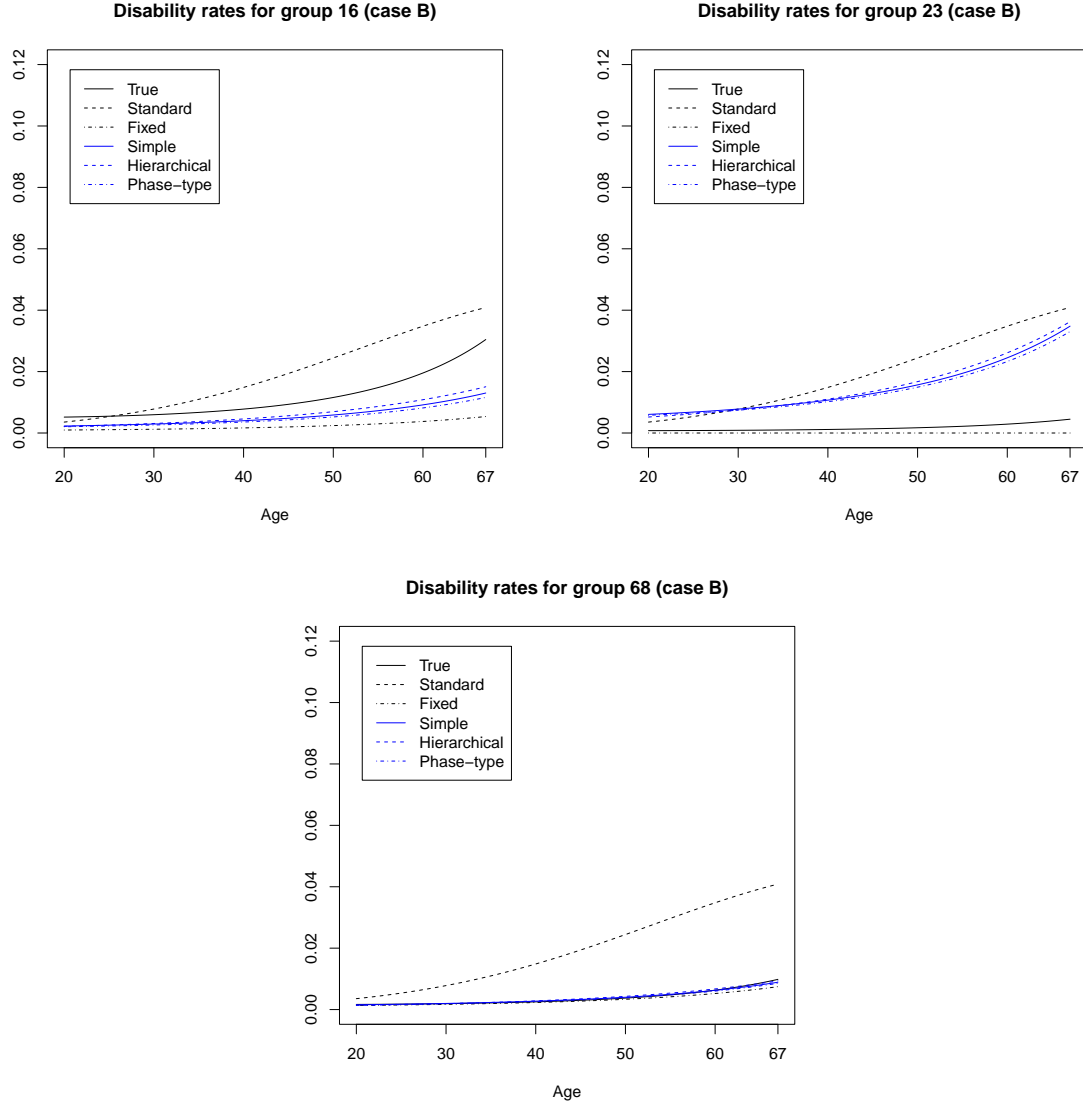 Disability rates for group 16 (case B)
0.12
0.10
0.08
0.06
0.04
0.02
0.00
True
Standard
Fixed
Simple
Hierarchical
Phase−type
20 30 40 50 60 67
Age
Disability rates for group 23 (case B)
0.12
0.10
0.08
0.06
0.04
0.02
0.00
True
Standard
Fixed
Simple
Hierarchical
Phase−type
20 30 40 50 60 67
Age
Disability rates for group 68 (case B)
0.12
0.10
0.08
0.06
0.04
0.02
0.00
True
Standard
Fixed
Simple
Hierarchical
Phase−type
20 30 40 50 60 67
Age